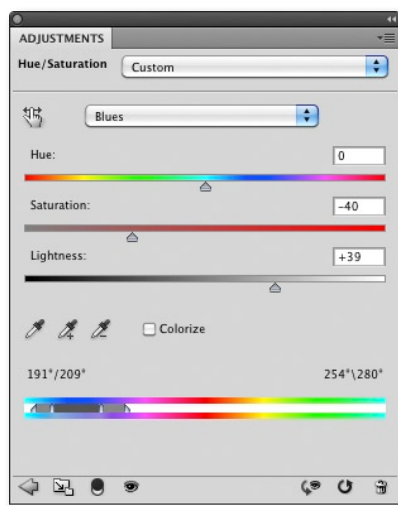 ADJUSTMENTS
Hue/Saturation Custom
Blues
Hue: 0
Saturation: -40
Lightness: +39
Colorize
191°/209° 254°\280°